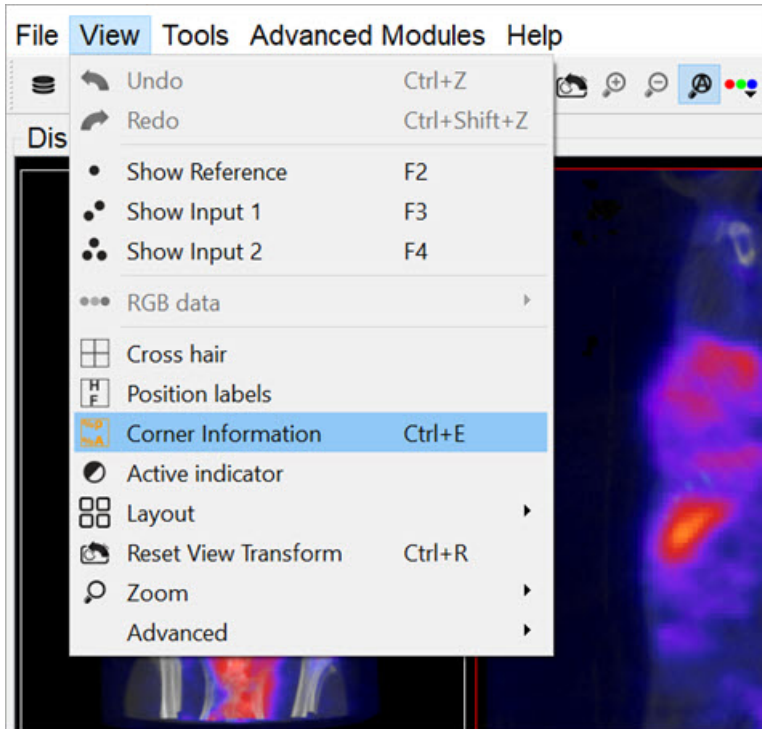 File View Tools Advanced Modules Help
Undo Ctrl+Z
Redo Ctrl+Shift+Z
Dis
Show Reference F2
Show Input 1 F3
Show Input 2 F4
RGB data
Cross hair
H
F
Position labels
Corner Information Ctrl+E
Active indicator
Layout
Reset View Transform Ctrl+R
Zoom
Advanced